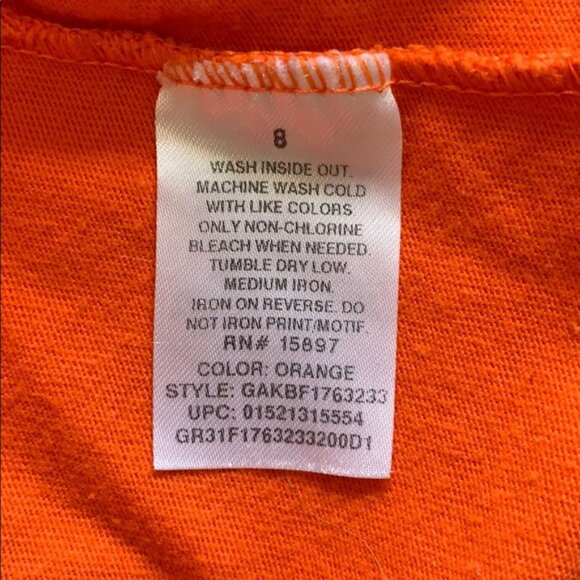 8
WASH INSIDE OUT.
MACHINE WASH COLD
WITH LIKE COLORS
ONLY NON-CHLORINE
BLEACH WHEN NEEDED.
TUMBLE DRY LOW.
MEDIUM IRON.
IRON ON REVERSE. DO
NOT IRON PRINT/MOTIF.
RN# 15897
COLOR: ORANGE
STYLE: GAKBF1763233
UPC: 01521315554
GR31F1763233200D1